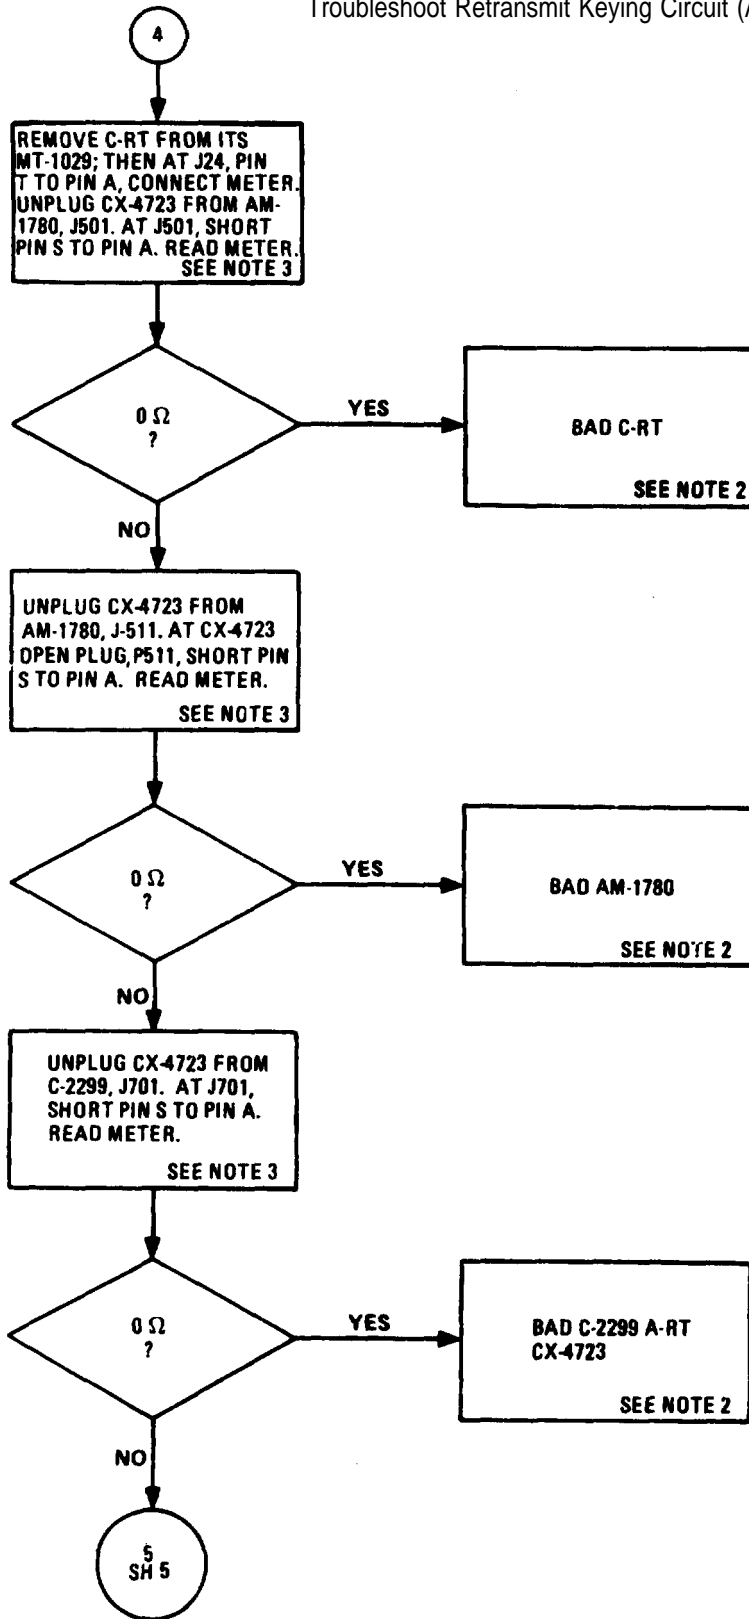 Troubleshoot Retransmit Keying Circuit (
4
REMOVE C-RT FROM ITS
MT-1029; THEN AT J24, PIN
T TO PIN A, CONNECT METER.
UNPLUG CX-4723 FROM AM-
1780, J501. AT J501, SHORT
PIN S TO PIN A. READ METER.
SEE NOTE 3
0 Ω
?
YES
BAD C-RT
SEE NOTE 2
NO
UNPLUG CX-4723 FROM
AM-1780, J-511. AT CX-4723
OPEN PLUG, P511, SHORT PIN
S TO PIN A. READ METER.
SEE NOTE 3
0 Ω
?
YES
BAD AM-1780
SEE NOTE 2
NO
UNPLUG CX-4723 FROM
C-2299, J701. AT J701,
SHORT PIN S TO PIN A.
READ METER.
SEE NOTE 3
0 Ω
?
YES
BAD C-2299 A-RT
CX-4723
SEE NOTE 2
NO
5
SH 5